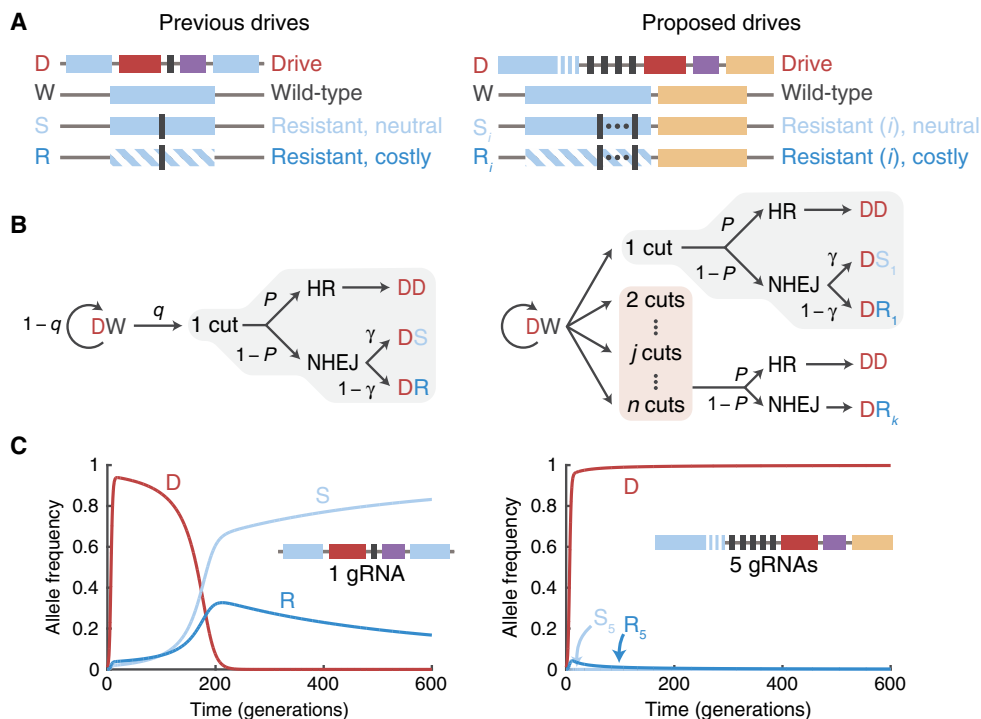 A
Previous drives
D Drive
W Wild-type
S Resistant, neutral
R Resistant, costly
Proposed drives
D Drive
W Wild-type
Si Resistant (i), neutral
Ri Resistant (i), costly
B
1 – q
DW
q
1 cut
P
HR
DD
1 – P
NHEJ
γ
DS
1 – γ
DR
DW
1 cut
P
HR
DD
1 – P
NHEJ
γ
DS1
1 – γ
DR1
2 cuts
j cuts
n cuts
P
HR
DD
1 – P
NHEJ
DRk
C
Allele frequency
1
0.8
0.6
0.4
0.2
0
D
S
R
1 gRNA
0 200 400 600
Time (generations)
Allele frequency
1
0.8
0.6
0.4
0.2
0
D
5 gRNAs
S5
R5
0 200 400 600
Time (generations)